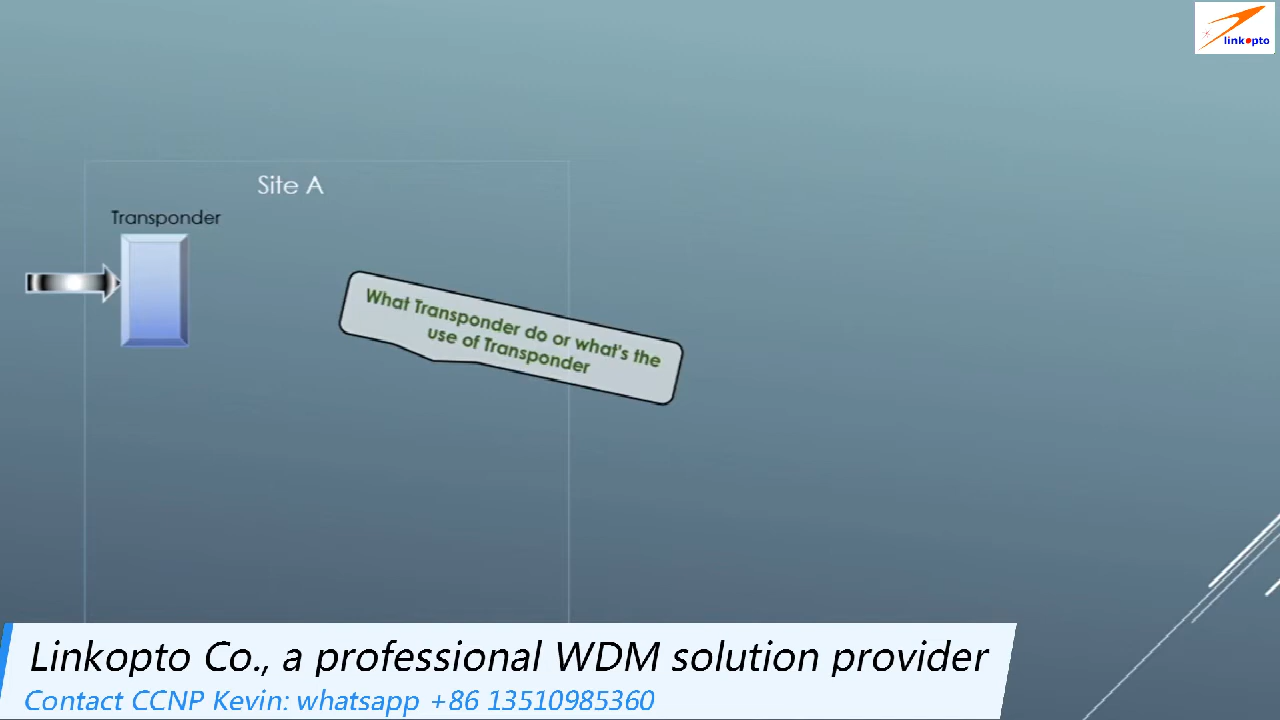 linkopto
Site A
Transponder
What Transponder do or what's the
use of Transponder
Linkopto Co., a professional WDM solution provider
Contact CCNP Kevin: whatsapp +86 13510985360